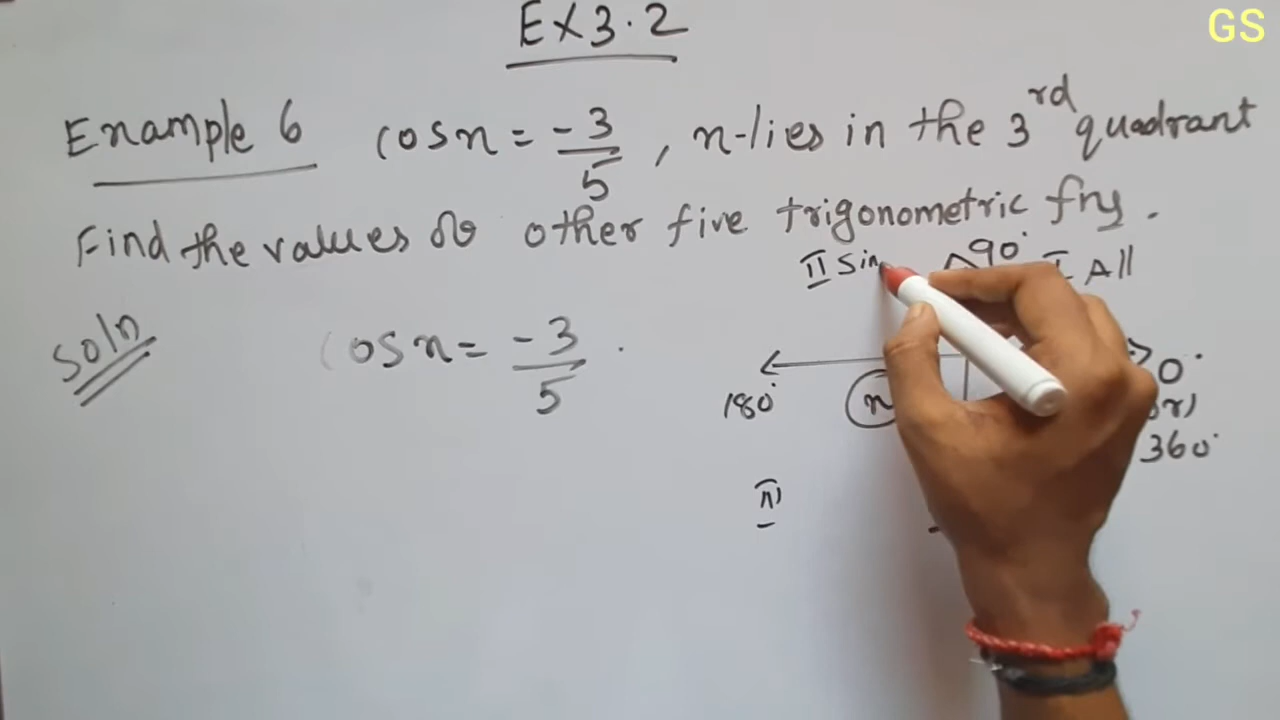 GS
EX 3.2
Example 6 cos x = -3/5, x-lies in the 3rd quadrant
Find the values of other five trigonometric fns.
II Sin 90° I All
Soln cos x = -3/5.
180° x 0°
360°